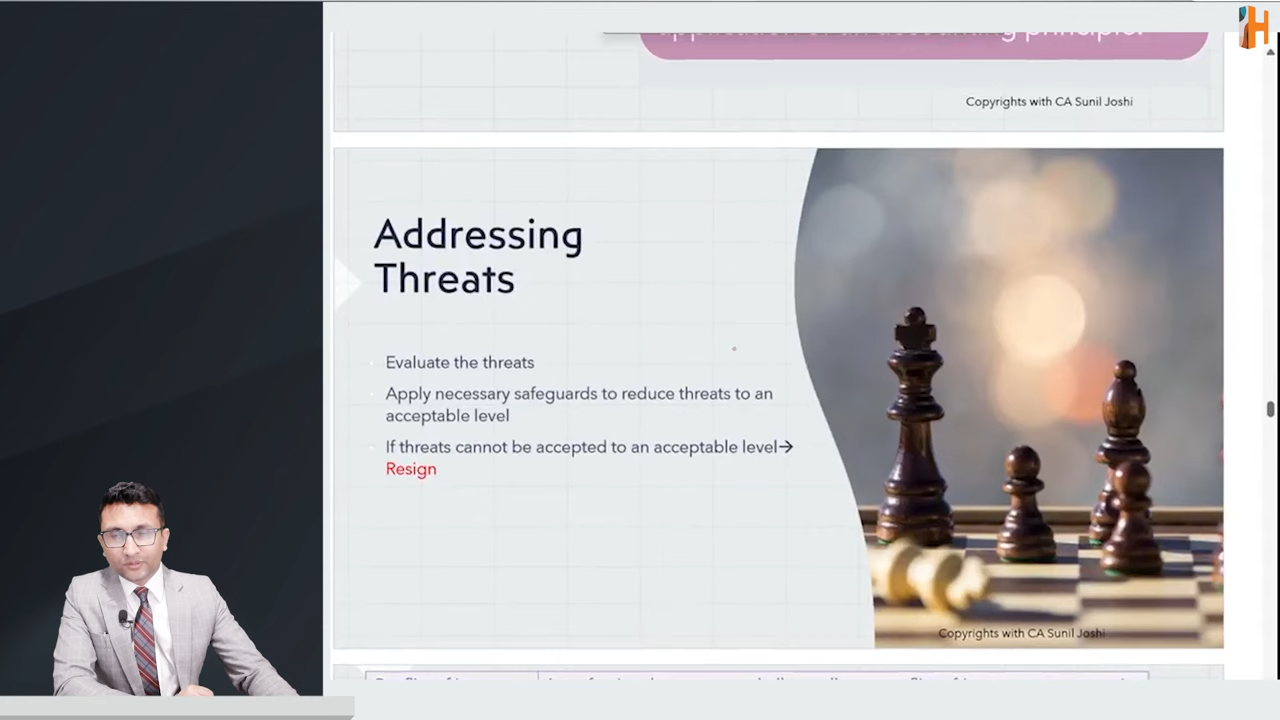 principle.
Copyrights with CA Sunil Joshi
Addressing
Threats
Evaluate the threats
Apply necessary safeguards to reduce threats to an
acceptable level
If threats cannot be accepted to an acceptable level→
Resign
Copyrights with CA Sunil Joshi
H